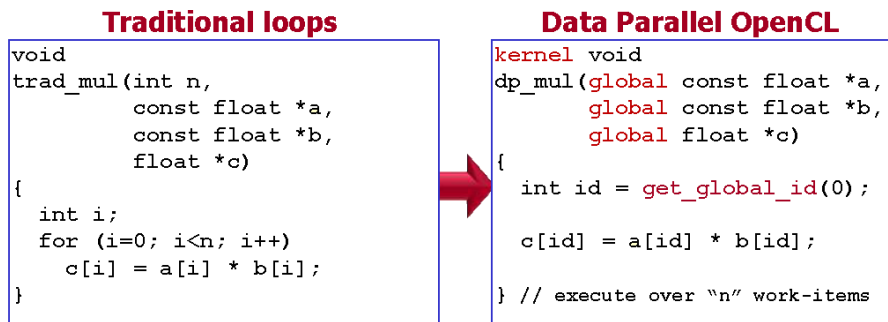 Traditional loops
void
trad_mul(int n,
         const float *a,
         const float *b,
         float *c)
{
  int i;
  for (i=0; i<n; i++)
    c[i] = a[i] * b[i];
}
Data Parallel OpenCL
kernel void
dp_mul(global const float *a,
       global const float *b,
       global float *c)
{
  int id = get_global_id(0);
  c[id] = a[id] * b[id];
} // execute over “n” work-items